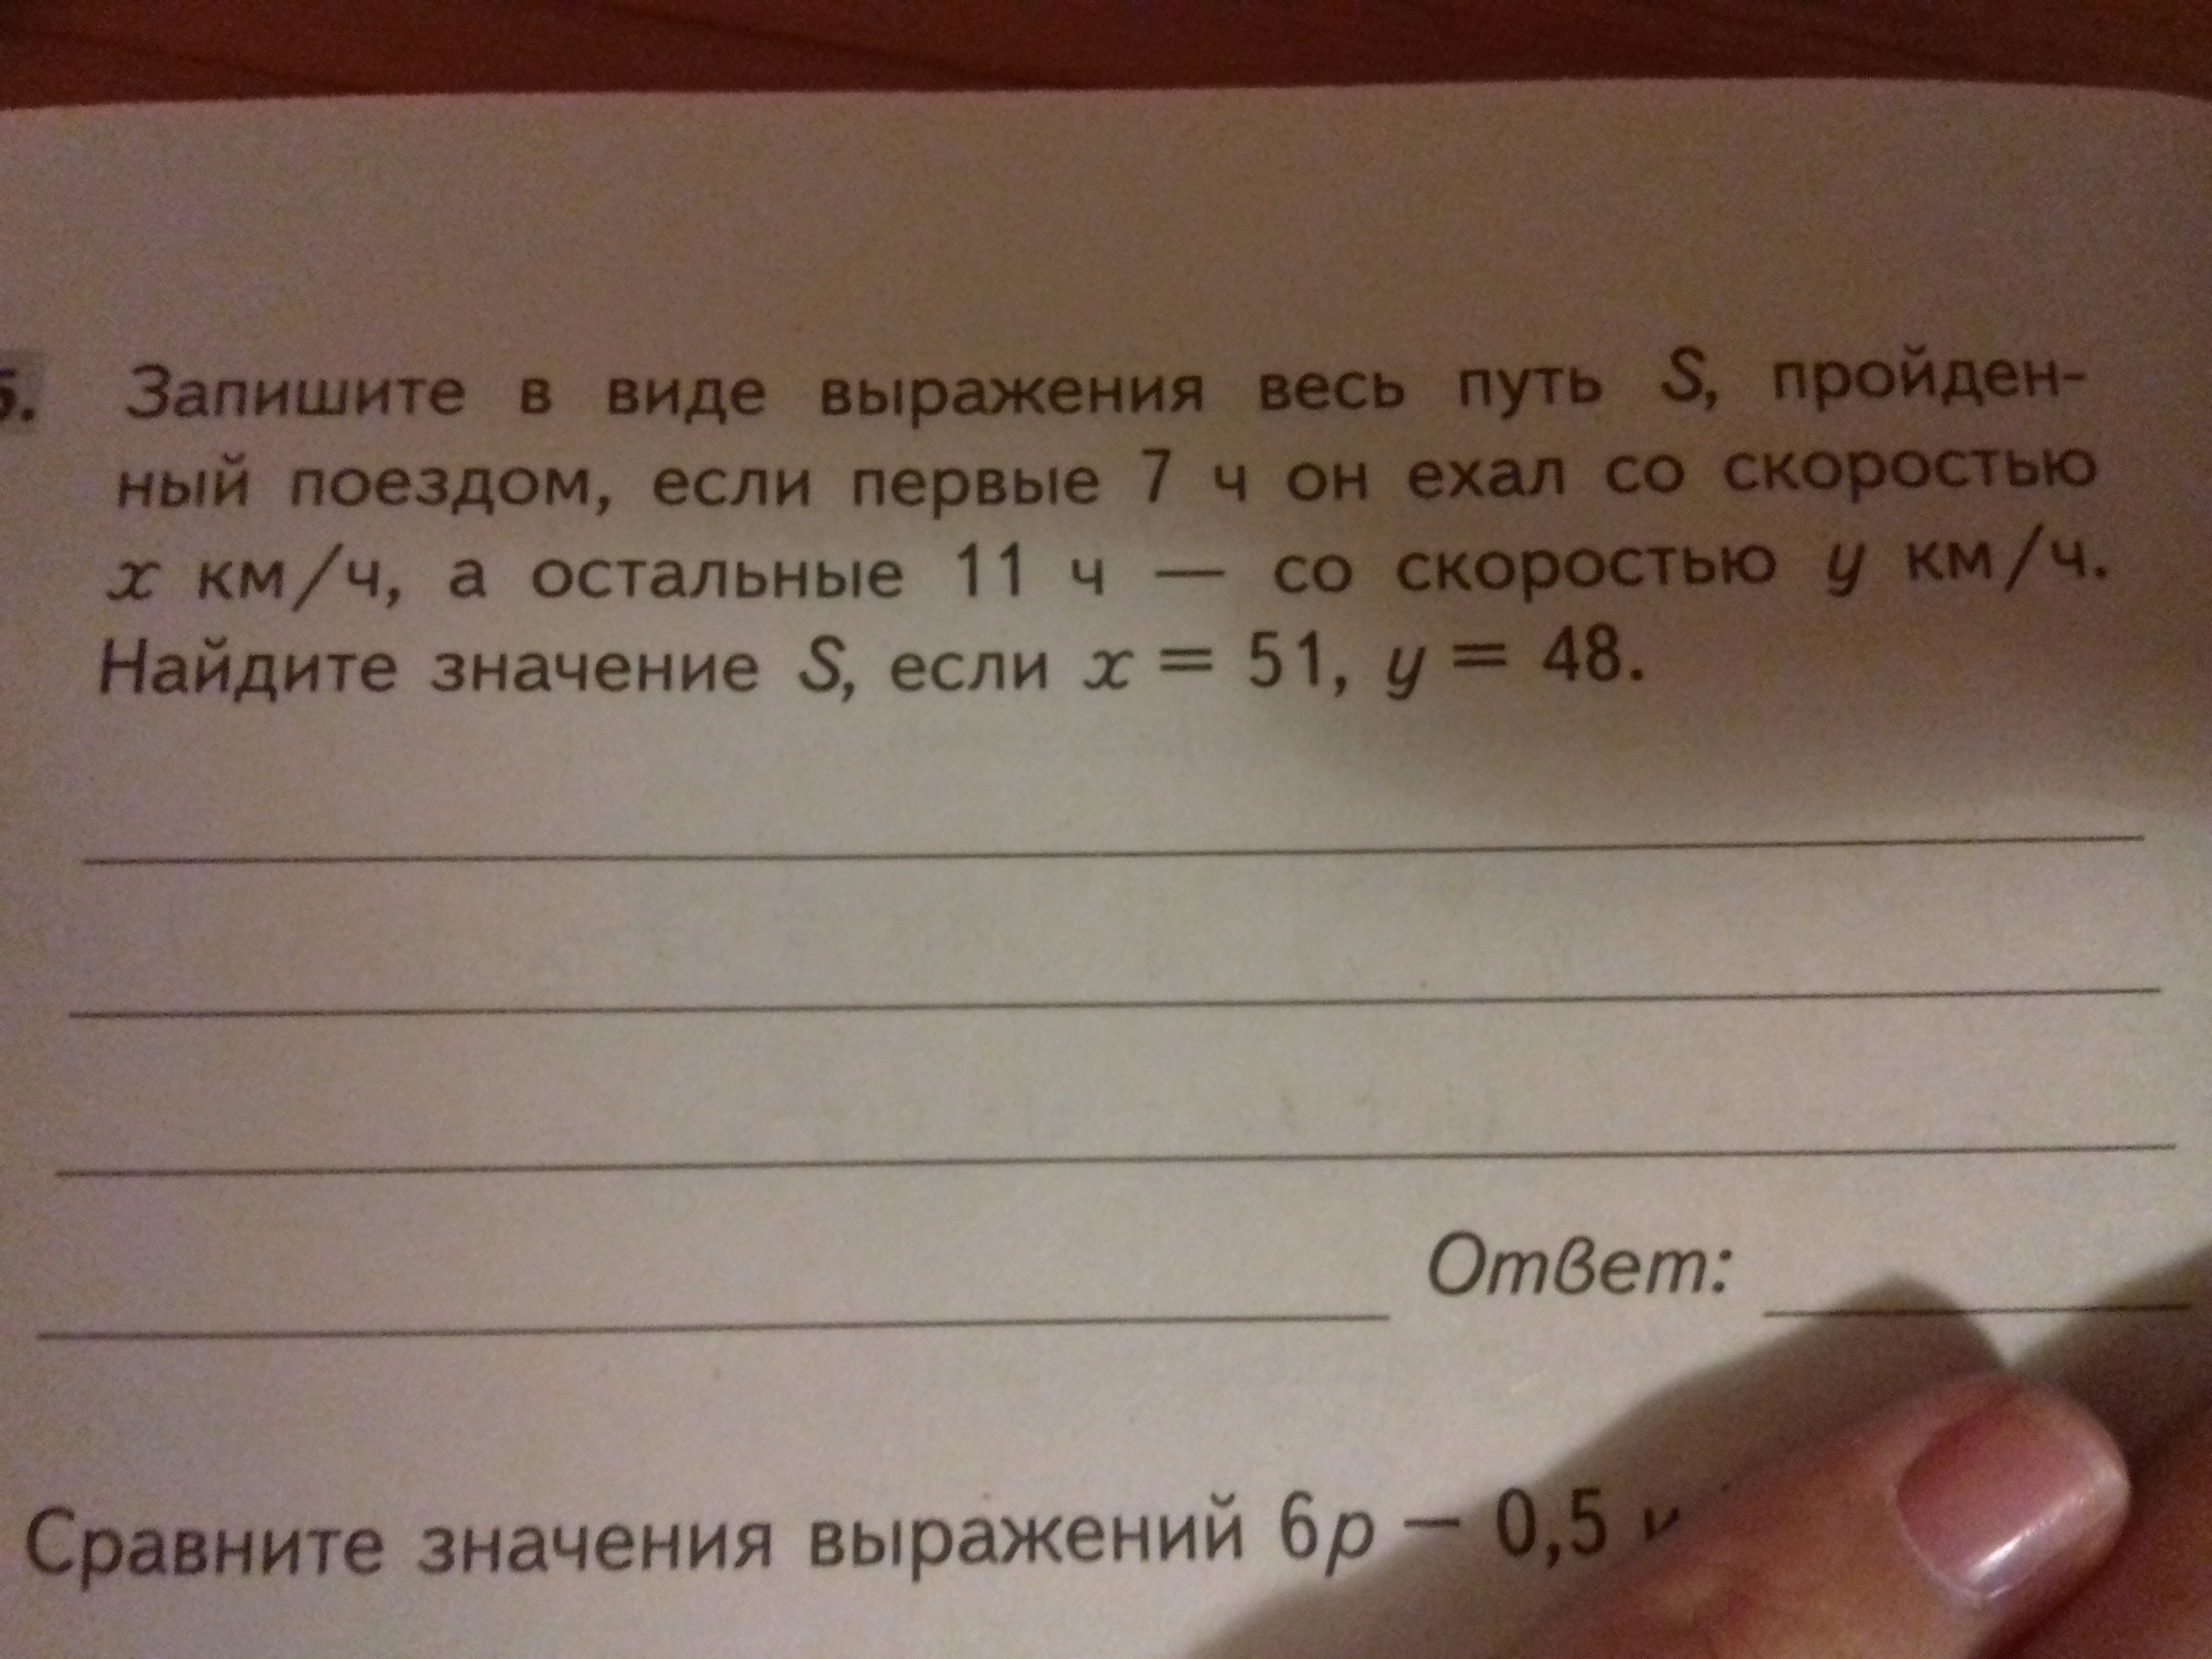 5. Запишите в виде выражения весь путь S, пройден-
ный поездом, если первые 7 ч он ехал со скоростью
x км/ч, а остальные 11 ч — со скоростью y км/ч.
Найдите значение S, если x = 51, y = 48.
Ответ:
Сравните значения выражений 6p − 0,5 и